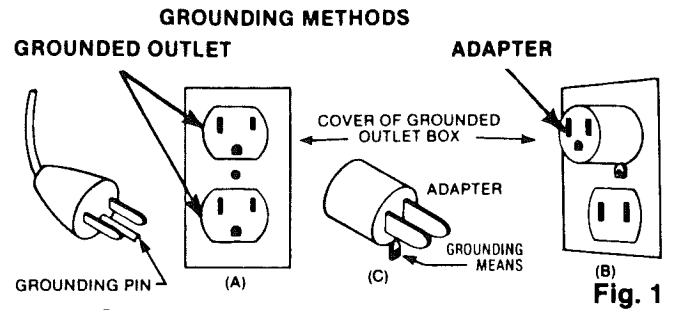 GROUNDING METHODS
GROUNDED OUTLET
ADAPTER
COVER OF GROUNDED
OUTLET BOX
ADAPTER
GROUNDING
MEANS
GROUNDING PIN
(A)
(C)
(B)
Fig. 1